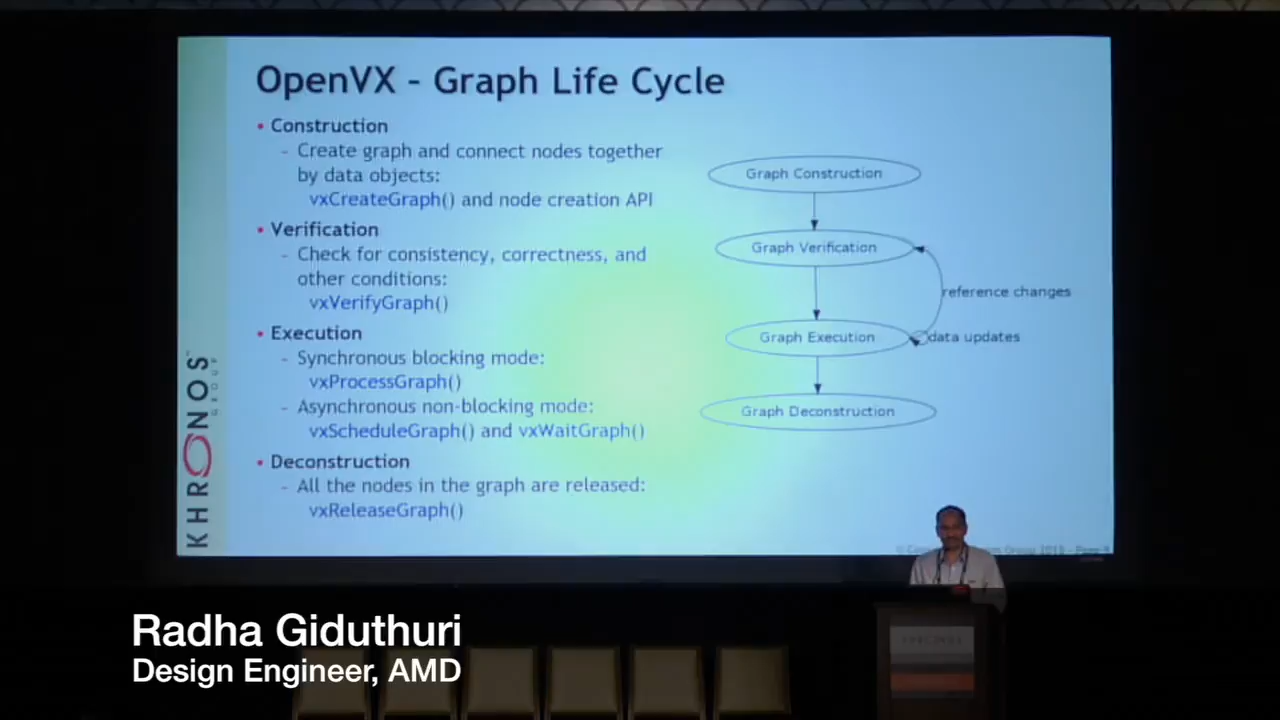 OpenVX – Graph Life Cycle
• Construction
- Create graph and connect nodes together
by data objects:
vxCreateGraph() and node creation API
• Verification
- Check for consistency, correctness, and
other conditions:
vxVerifyGraph()
• Execution
- Synchronous blocking mode:
vxProcessGraph()
- Asynchronous non-blocking mode:
vxScheduleGraph() and vxWaitGraph()
• Deconstruction
- All the nodes in the graph are released:
vxReleaseGraph()
Graph Construction
Graph Verification
reference changes
Graph Execution
data updates
Graph Deconstruction
KHRONOS
GROUP
Radha Giduthuri
Design Engineer, AMD